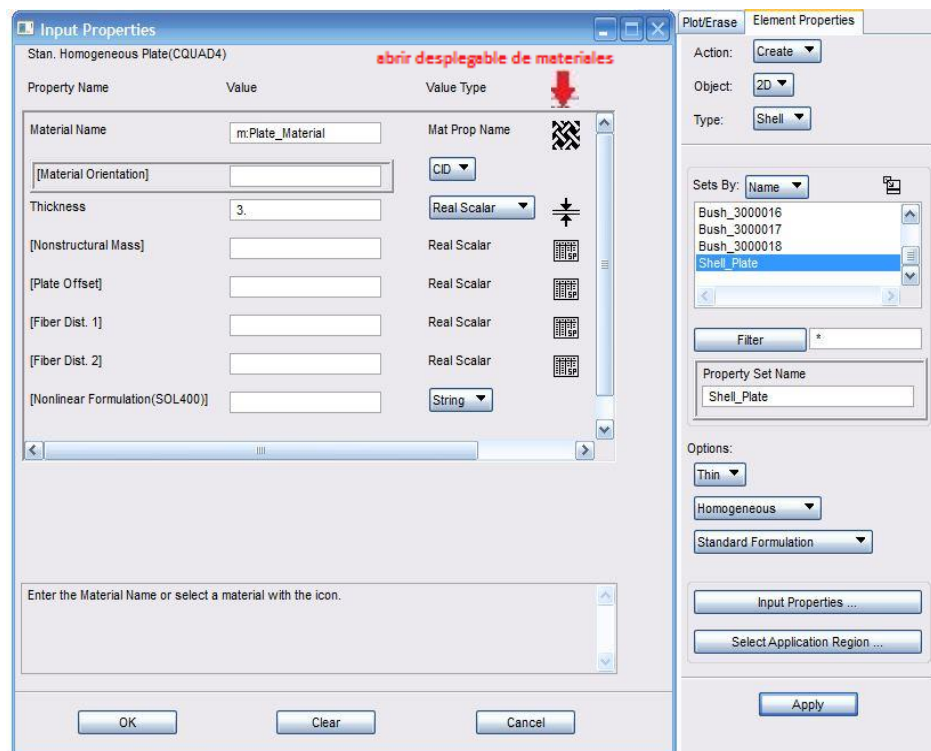 Input Properties
Stan. Homogeneous Plate(CQUAD4)
abrir desplegable de materiales
Property Name Value Value Type
Material Name m:Plate_Material Mat Prop Name
[Material Orientation] CID
Thickness 3. Real Scalar
[Nonstructural Mass] Real Scalar
[Plate Offset] Real Scalar
[Fiber Dist. 1] Real Scalar
[Fiber Dist. 2] Real Scalar
[Nonlinear Formulation(SOL400)] String
Enter the Material Name or select a material with the icon.
OK Clear Cancel
Plot/Erase Element Properties
Action: Create
Object: 2D
Type: Shell
Sets By: Name
Bush_3000016
Bush_3000017
Bush_3000018
Shell_Plate
Filter *
Property Set Name
Shell_Plate
Options:
Thin
Homogeneous
Standard Formulation
Input Properties ...
Select Application Region ...
Apply